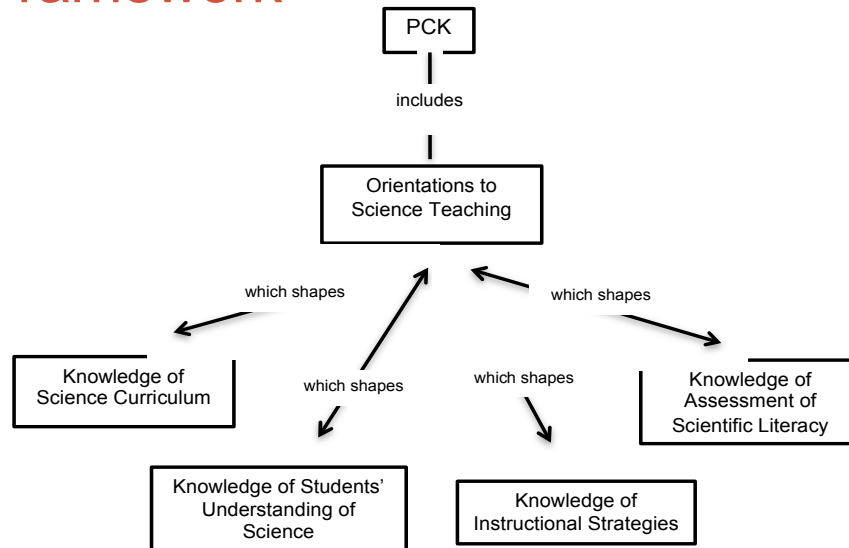 PCK
includes
Orientations to
Science Teaching
which shapes
which shapes
which shapes
which shapes
Knowledge of
Science Curriculum
Knowledge of
Assessment of
Scientific Literacy
Knowledge of Students’
Understanding of
Science
Knowledge of
Instructional Strategies